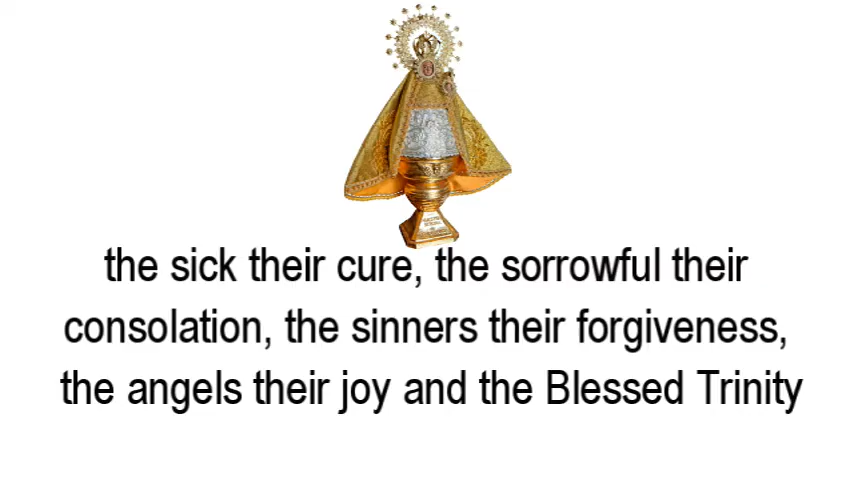 the sick their cure, the sorrowful their
consolation, the sinners their forgiveness,
the angels their joy and the Blessed Trinity